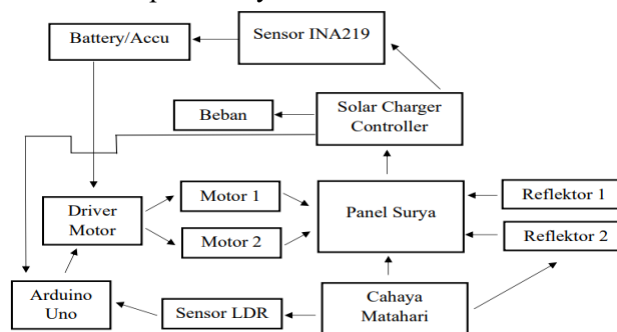 Battery/Accu
Sensor INA219
Beban
Solar Charger
Controller
Driver
Motor
Motor 1
Motor 2
Panel Surya
Reflektor 1
Reflektor 2
Arduino
Uno
Sensor LDR
Cahaya
Matahari